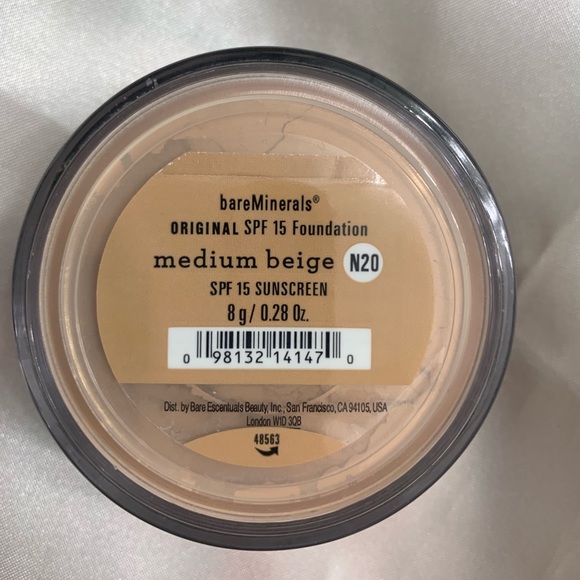 bareMinerals®
ORIGINAL SPF 15 Foundation
medium beige N20
SPF 15 SUNSCREEN
8 g / 0.28 Oz.
0 98132 14147 0
Dist. by Bare Escentuals Beauty, Inc., San Francisco, CA 94105, USA
London W1D 3QB
48563